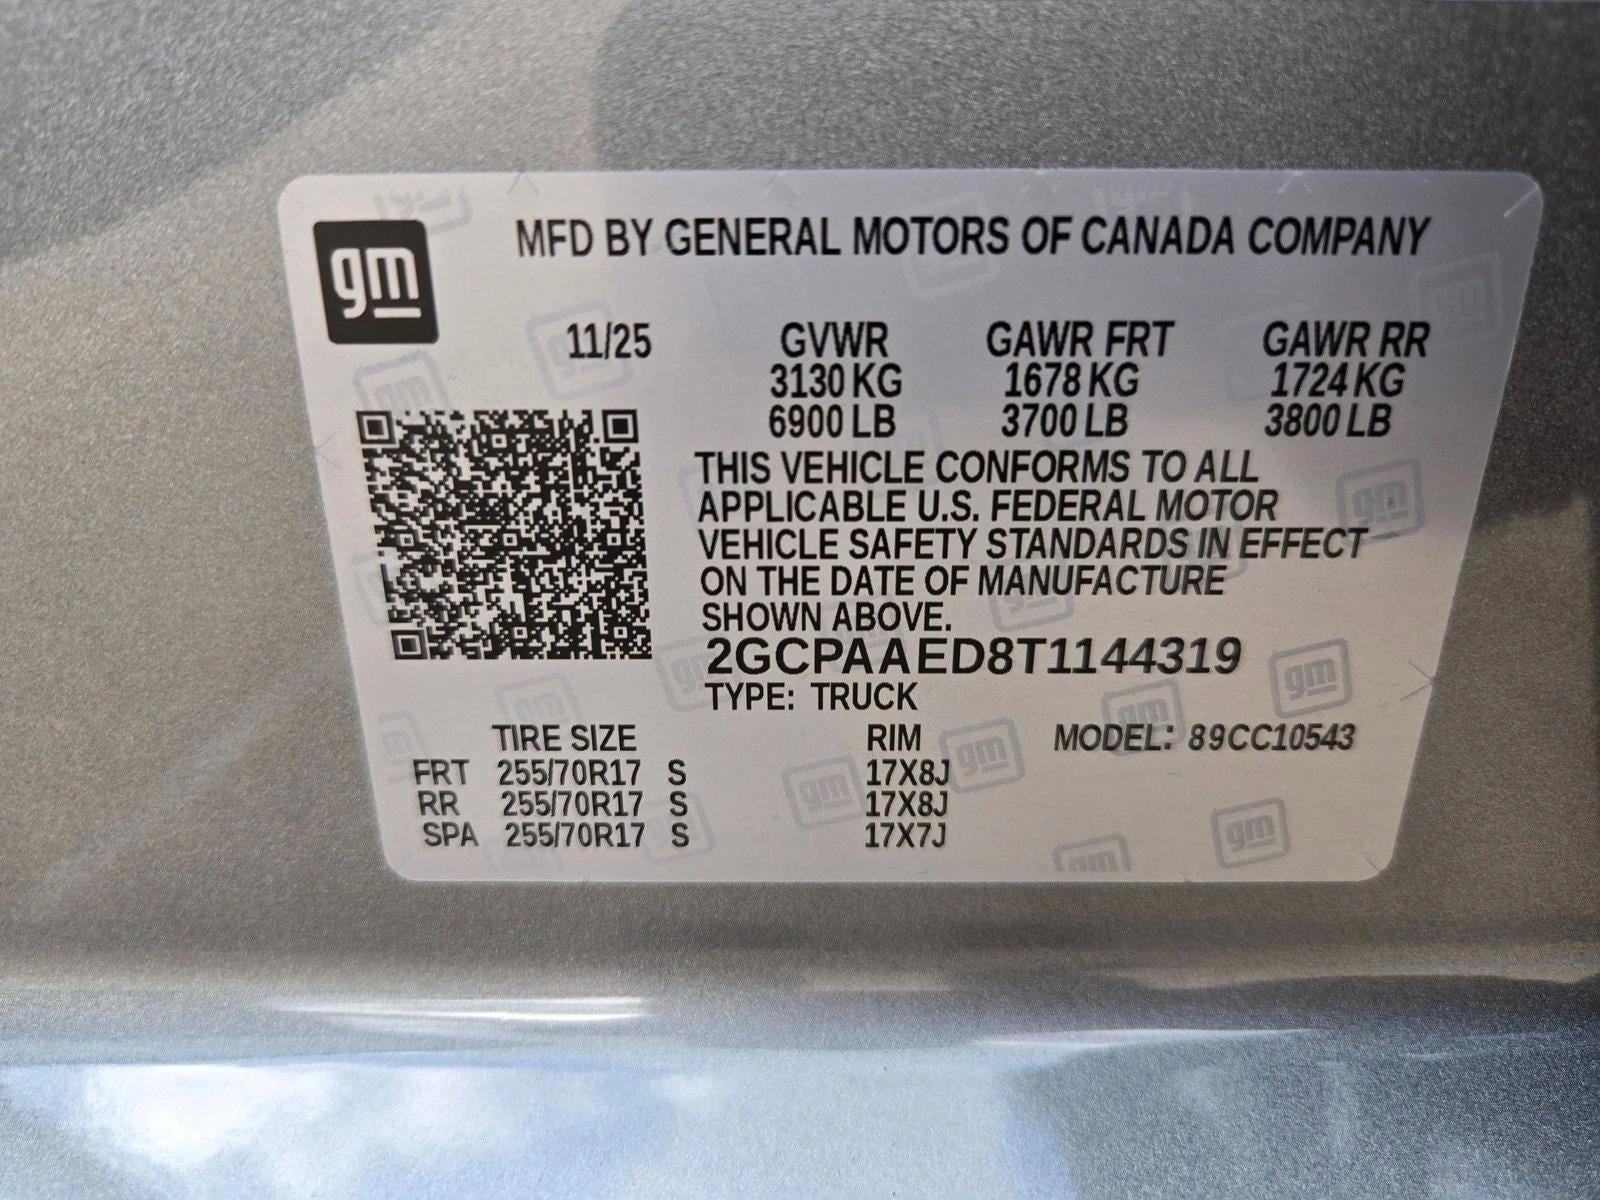 gm
MFD BY GENERAL MOTORS OF CANADA COMPANY
11/25 GVWR GAWR FRT GAWR RR
3130 KG 1678 KG 1724 KG
6900 LB 3700 LB 3800 LB
THIS VEHICLE CONFORMS TO ALL
APPLICABLE U.S. FEDERAL MOTOR
VEHICLE SAFETY STANDARDS IN EFFECT
ON THE DATE OF MANUFACTURE
SHOWN ABOVE.
2GCPAAED8T1144319
TYPE: TRUCK
TIRE SIZE RIM MODEL: 89CC10543
FRT 255/70R17 S 17X8J
RR 255/70R17 S 17X8J
SPA 255/70R17 S 17X7J